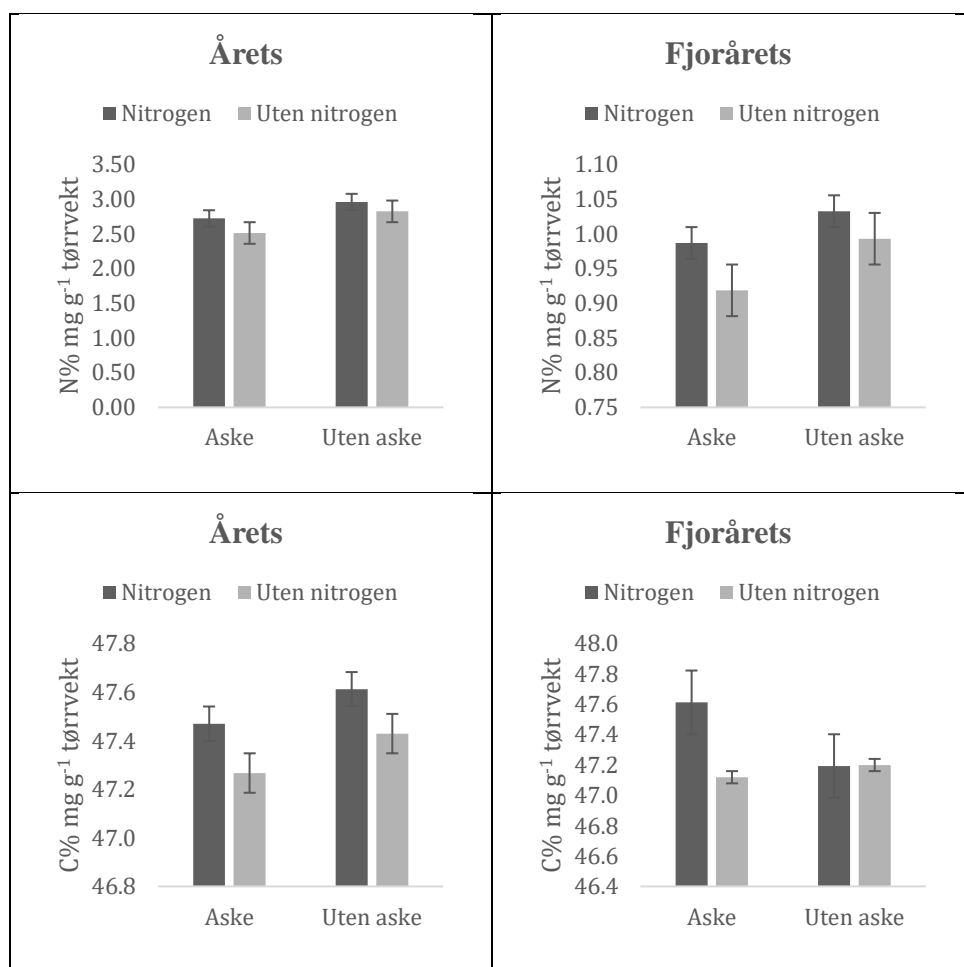 Årets
Nitrogen Uten nitrogen
N% mg g-1 tørrvekt
3.50
3.00
2.50
2.00
1.50
1.00
0.50
0.00
Aske Uten aske
Fjorårets
Nitrogen Uten nitrogen
N% mg g-1 tørrvekt
1.10
1.05
1.00
0.95
0.90
0.85
0.80
0.75
Aske Uten aske
Årets
Nitrogen Uten nitrogen
C% mg g-1 tørrvekt
47.8
47.6
47.4
47.2
47.0
46.8
Aske Uten aske
Fjorårets
Nitrogen Uten nitrogen
C% mg g-1 tørrvekt
48.0
47.8
47.6
47.4
47.2
47.0
46.8
46.6
46.4
Aske Uten aske